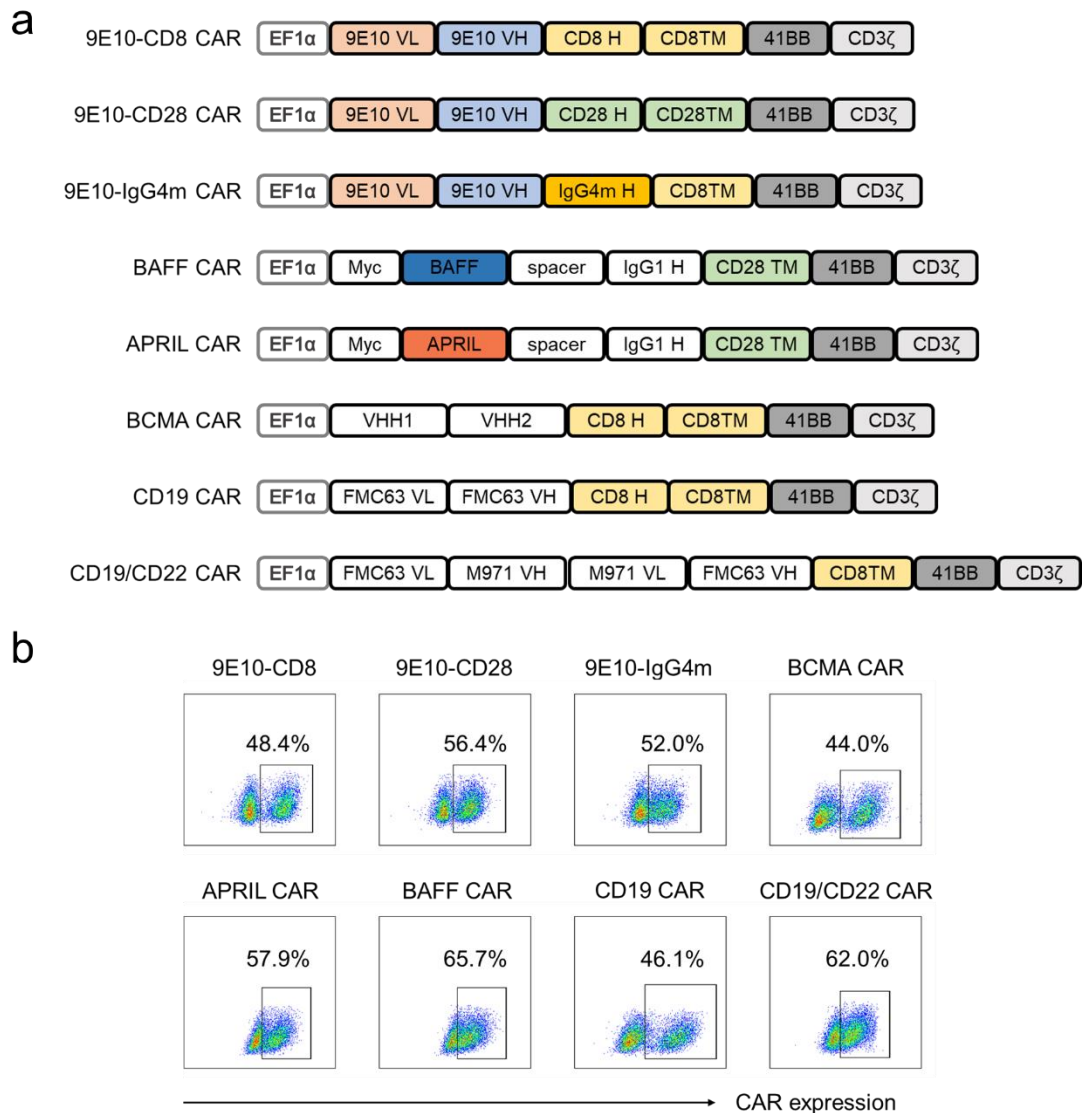 a
9E10-CD8 CAR EF1α 9E10 VL 9E10 VH CD8 H CD8TM 41BB CD3ζ
9E10-CD28 CAR EF1α 9E10 VL 9E10 VH CD28 H CD28TM 41BB CD3ζ
9E10-IgG4m CAR EF1α 9E10 VL 9E10 VH IgG4m H CD8TM 41BB CD3ζ
BAFF CAR EF1α Myc BAFF spacer IgG1 H CD28 TM 41BB CD3ζ
APRIL CAR EF1α Myc APRIL spacer IgG1 H CD28 TM 41BB CD3ζ
BCMA CAR EF1α VHH1 VHH2 CD8 H CD8TM 41BB CD3ζ
CD19 CAR EF1α FMC63 VL FMC63 VH CD8 H CD8TM 41BB CD3ζ
CD19/CD22 CAR EF1α FMC63 VL M971 VH M971 VL FMC63 VH CD8TM 41BB CD3ζ
b
9E10-CD8 9E10-CD28 9E10-IgG4m BCMA CAR
48.4% 56.4% 52.0% 44.0%
APRIL CAR BAFF CAR CD19 CAR CD19/CD22 CAR
57.9% 65.7% 46.1% 62.0%
CAR expression